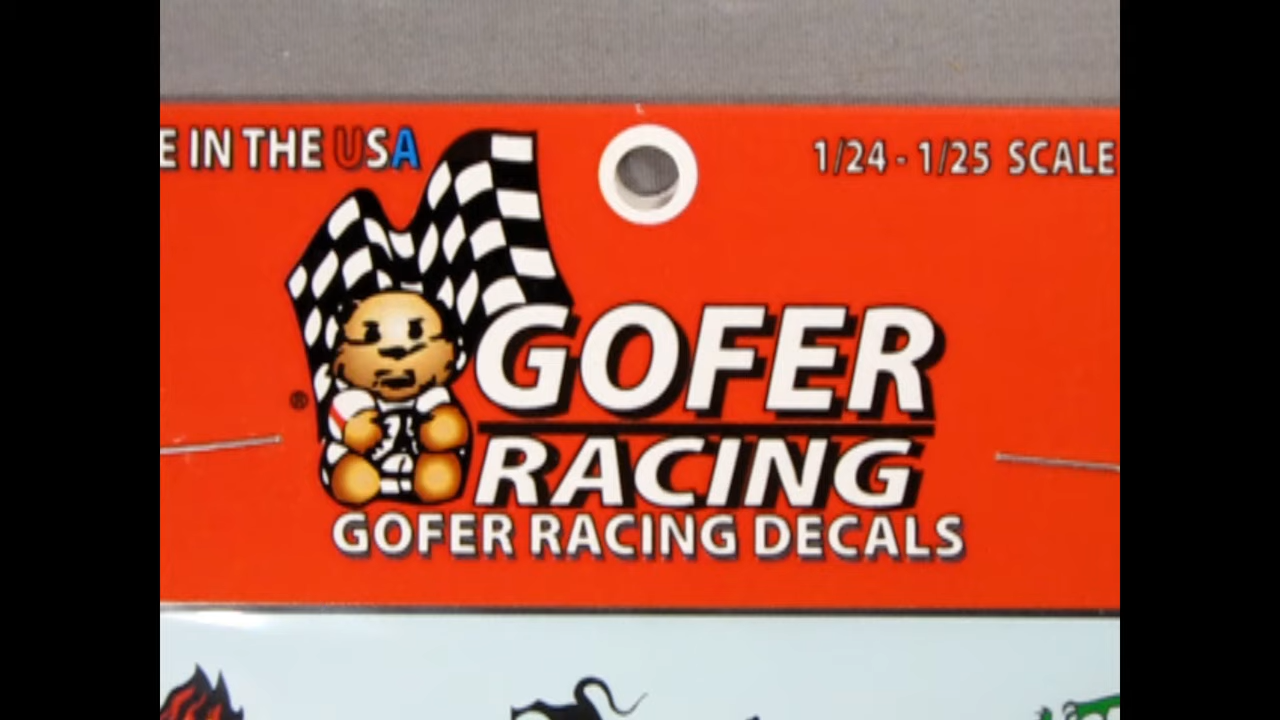 E IN THE USA
1/24 - 1/25 SCALE
GOFER
RACING
®
GOFER RACING DECALS